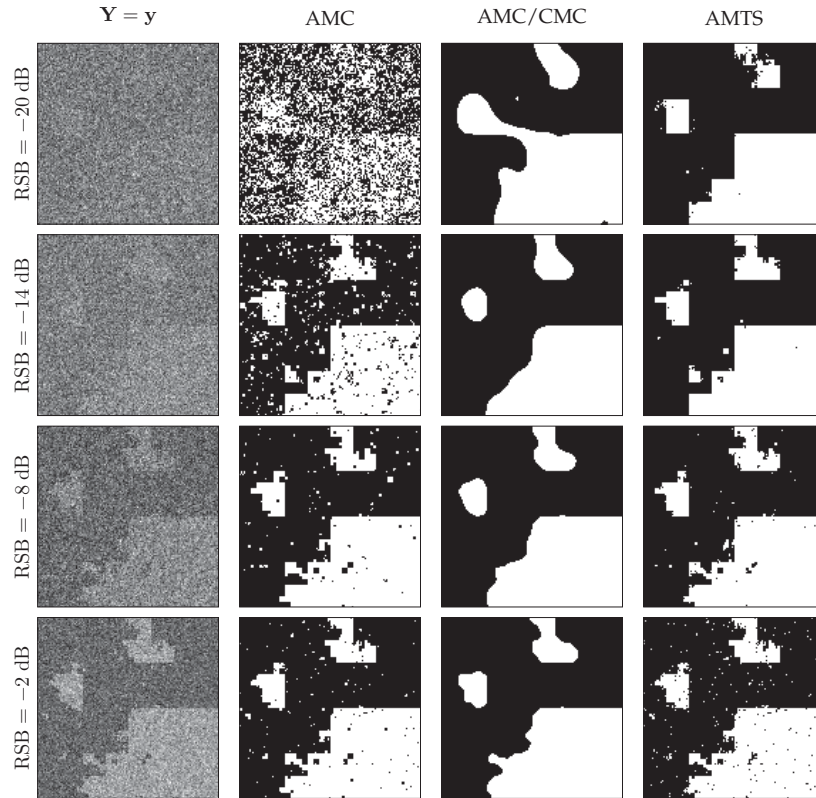 Y = y
AMC
AMC/CMC
AMTS
RSB = −20 dB
RSB = −14 dB
RSB = −8 dB
RSB = −2 dB